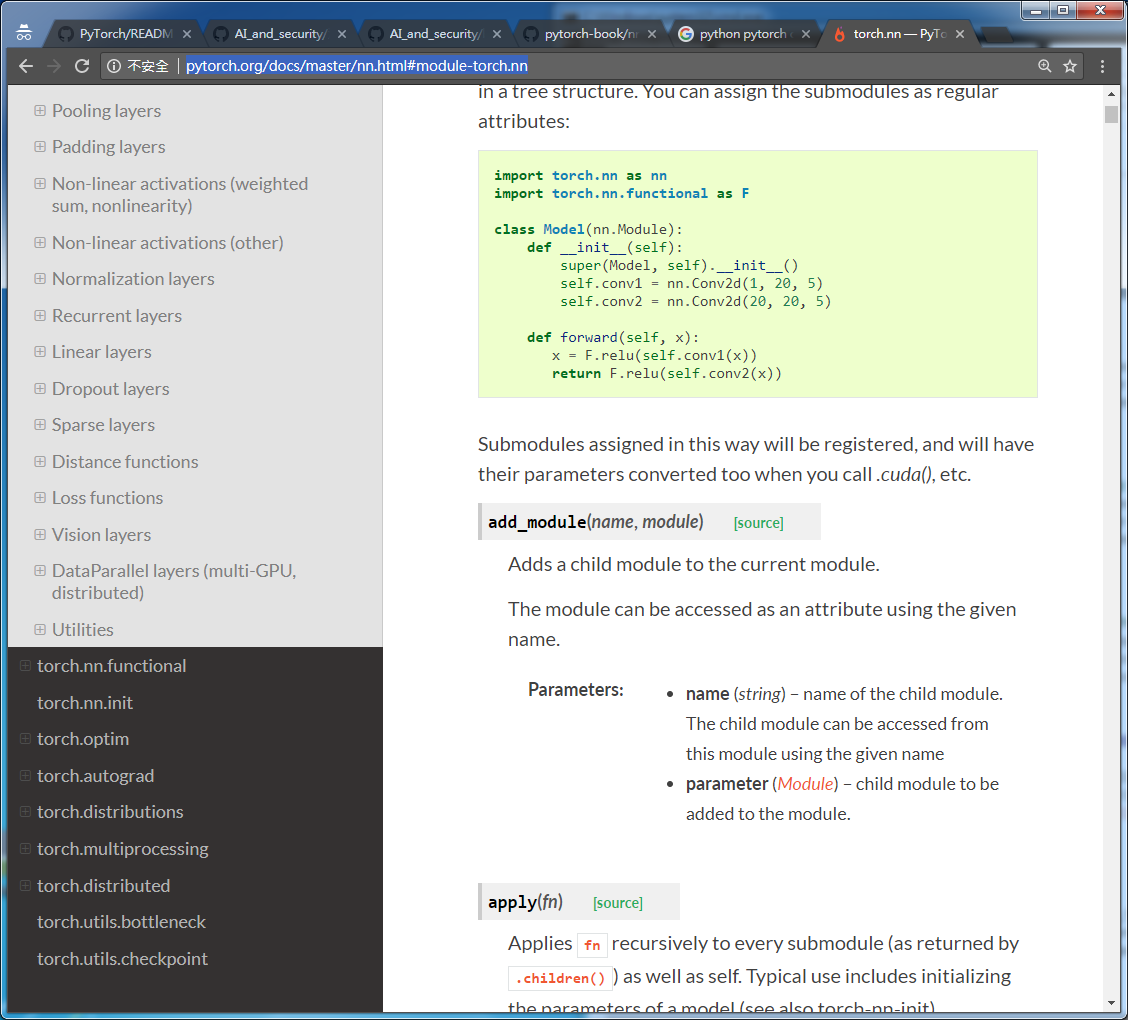 PyTorch/READM
AI_and_security/
AI_and_security/
pytorch-book/nn
python pytorch c
torch.nn — PyTo
不安全
pytorch.org/docs/master/nn.html#module-torch.nn
Pooling layers
Padding layers
Non-linear activations (weighted
sum, nonlinearity)
Non-linear activations (other)
Normalization layers
Recurrent layers
Linear layers
Dropout layers
Sparse layers
Distance functions
Loss functions
Vision layers
DataParallel layers (multi-GPU,
distributed)
Utilities
torch.nn.functional
torch.nn.init
torch.optim
torch.autograd
torch.distributions
torch.multiprocessing
torch.distributed
torch.utils.bottleneck
torch.utils.checkpoint
in a tree structure. You can assign the submodules as regular
attributes:
import torch.nn as nn
import torch.nn.functional as F
class Model(nn.Module):
    def __init__(self):
        super(Model, self).__init__()
        self.conv1 = nn.Conv2d(1, 20, 5)
        self.conv2 = nn.Conv2d(20, 20, 5)
    def forward(self, x):
       x = F.relu(self.conv1(x))
       return F.relu(self.conv2(x))
Submodules assigned in this way will be registered, and will have
their parameters converted too when you call .cuda(), etc.
add_module(name, module) [source]
Adds a child module to the current module.
The module can be accessed as an attribute using the given
name.
Parameters:
• name (string) – name of the child module.
The child module can be accessed from
this module using the given name
• parameter (Module) – child module to be
added to the module.
apply(fn) [source]
Applies fn recursively to every submodule (as returned by
.children() ) as well as self. Typical use includes initializing
the parameters of a model (see also torch-nn-init).